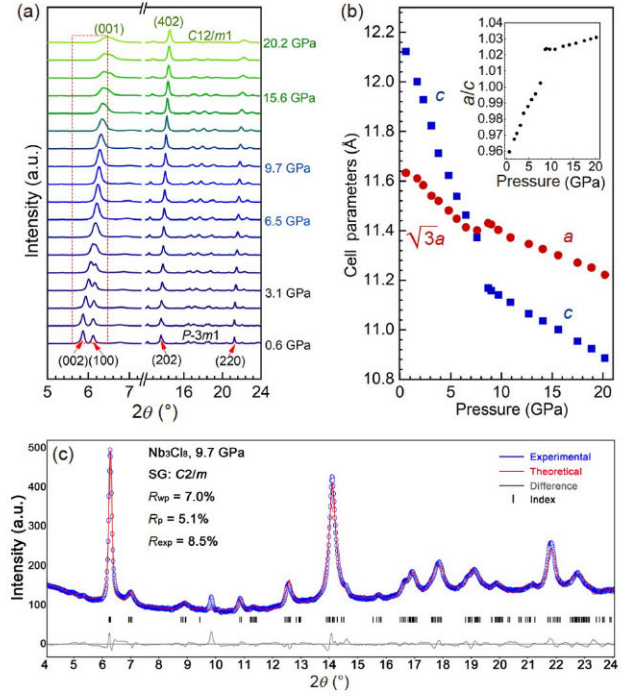 (a)
(001)
(402)
C12/m1
20.2 GPa
15.6 GPa
9.7 GPa
6.5 GPa
3.1 GPa
P-3m1
0.6 GPa
(002)(100)
(202)
(220)
Intensity (a.u.)
6 7 12 14 16 18 20 22 24
2θ (°)
(b)
12.2
12.0
11.8
11.6
11.4
11.2
11.0
10.8
Cell parameters (Å)
c
√3a
a
c
0 5 10 15 20
Pressure (GPa)
1.04
1.03
1.02
1.01
1.00
0.99
0.98
0.97
0.96
a/c
0 5 10 15 20
Pressure (GPa)
(c)
Nb₃Cl₈, 9.7 GPa
SG: C2/m
Rwp = 7.0%
Rp = 5.1%
Rexp = 8.5%
Experimental
Theoretical
Difference
Index
500
400
300
200
100
0
Intensity (a.u.)
4 5 6 7 8 9 10 11 12 13 14 15 16 17 18 19 20 21 22 23 24
2θ (°)